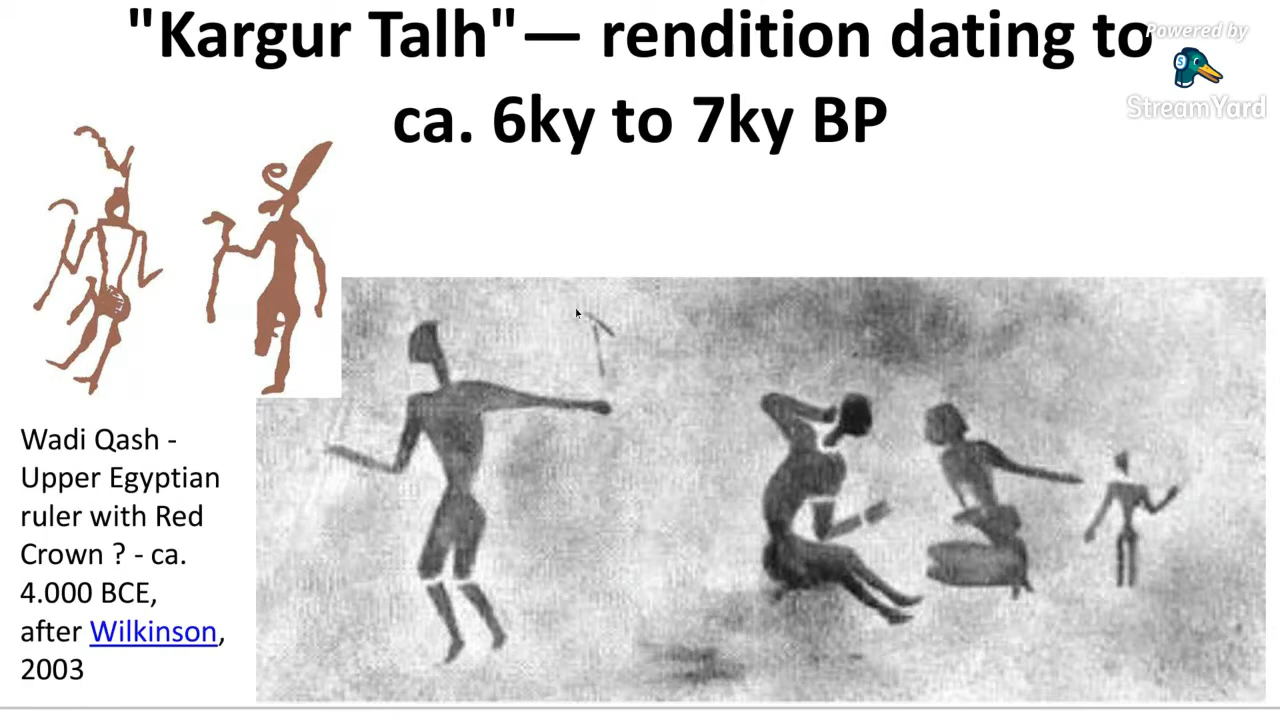 "Kargur Talh"— rendition dating to
ca. 6ky to 7ky BP
Powered by
S
StreamYard
Wadi Qash -
Upper Egyptian
ruler with Red
Crown ? - ca.
4.000 BCE,
after Wilkinson,
2003